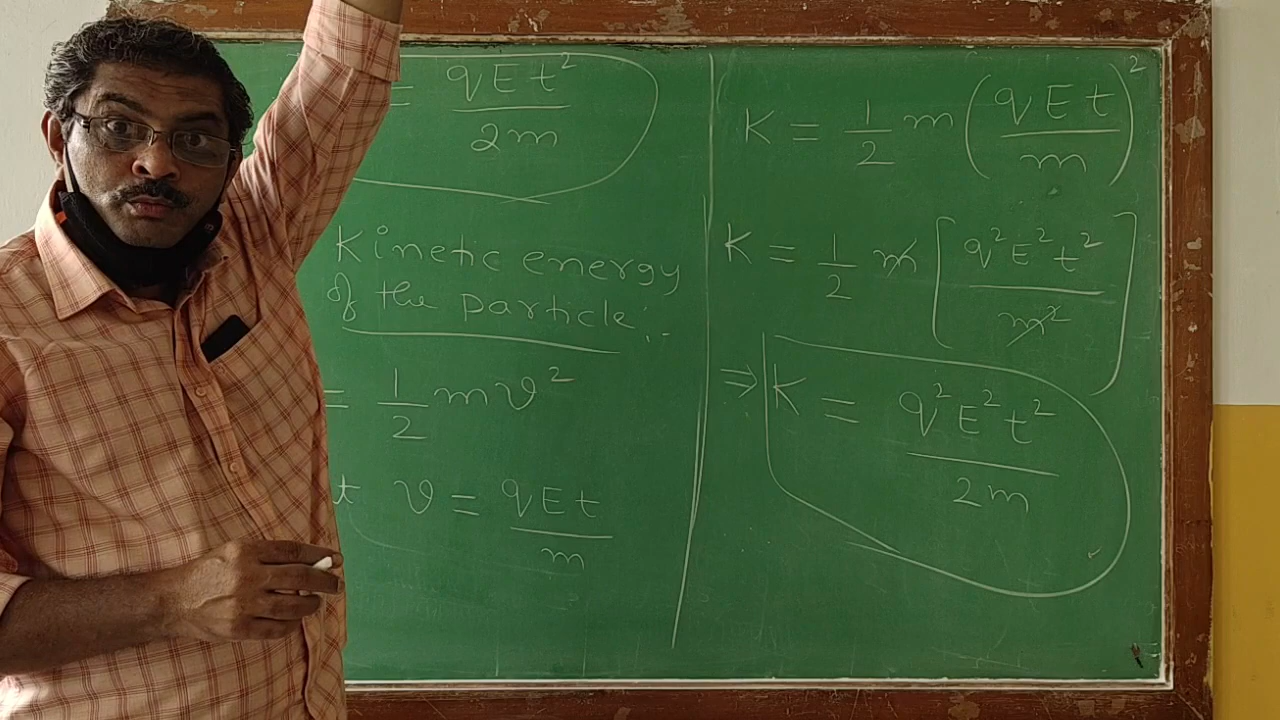 = qEt²/2m
Kinetic energy
of the particle:-
= 1/2 mv²
t v = qEt/m
K = 1/2 m (qEt/m)²
K = 1/2 m [q²E²t²/m²]
⇒ K = q²E²t²/2m